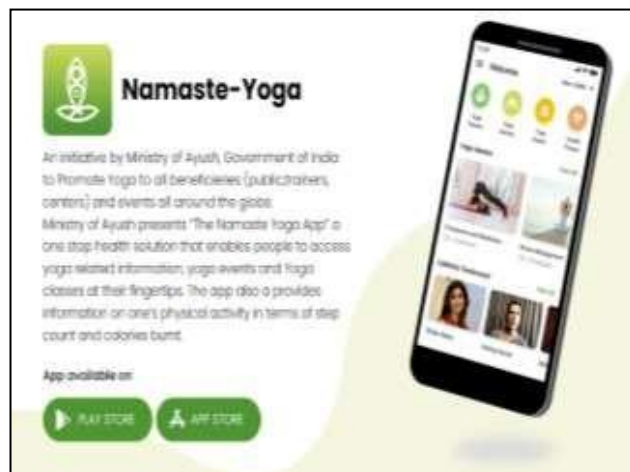 Namaste-Yoga
An initiative by Ministry of Ayush, Government of India
to Promote Yoga to all beneficieries (public,trainers,
centers) and events all around the globe.
Ministry of Ayush presents "The Namaste Yoga App" a
one stop health solution that enables people to access
yoga related information, yoga events and Yoga
classes at their fingertips. The app also a provides
information on one's physical activity in terms of step
count and calories burnt.
App available on
PLAY STORE
APP STORE
Welcome